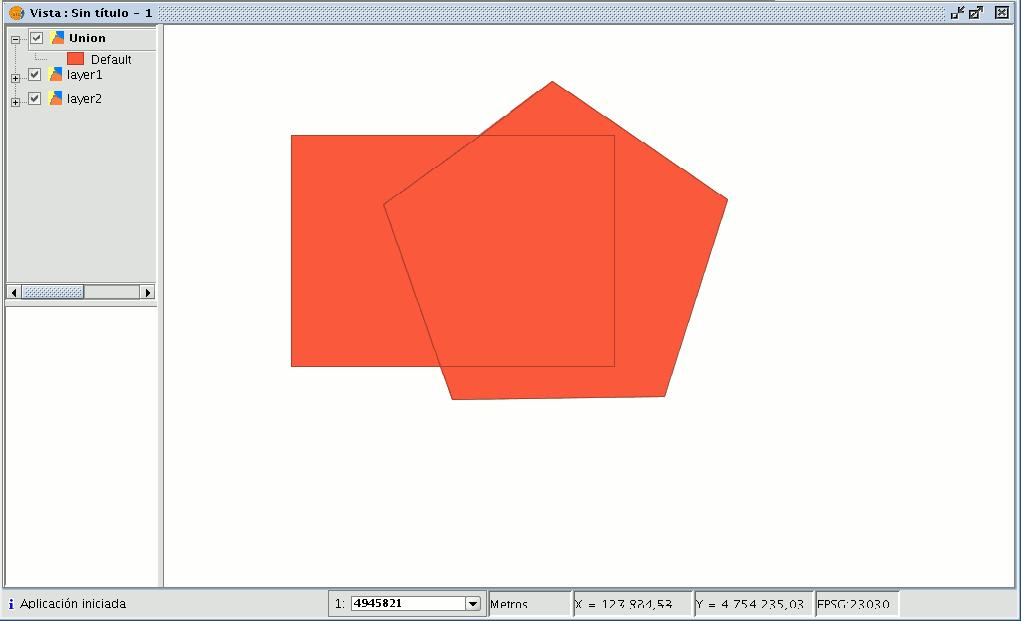 Vista : Sin título - 1
Union
Default
layer1
layer2
Aplicación iniciada
1: 4945821
Metros
X = 123.984,53
Y = 4.754.235,03
EPSG:23030